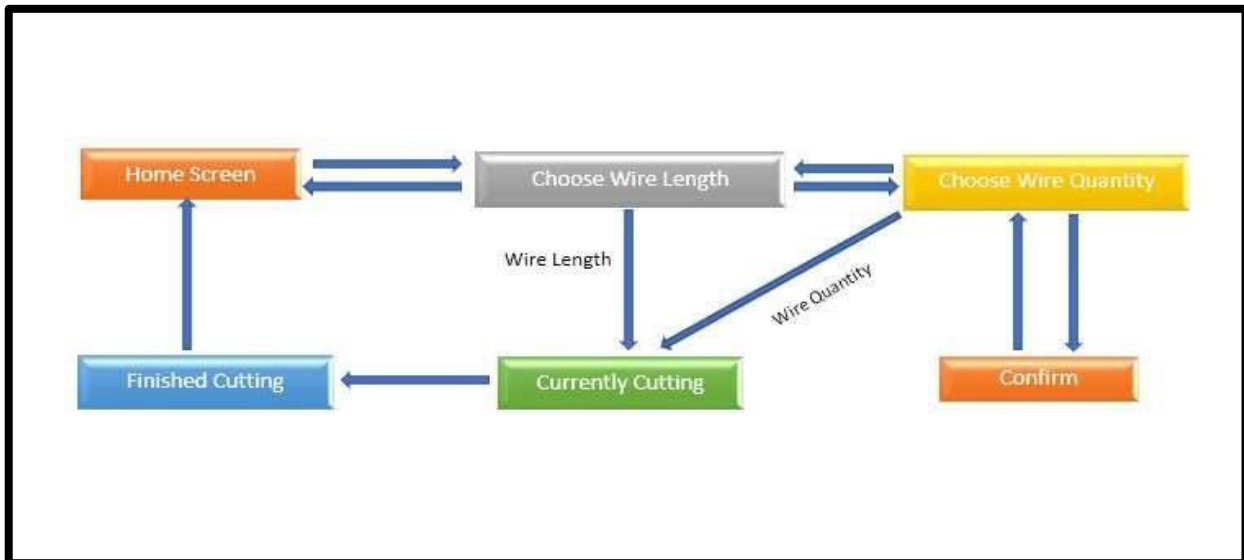 Home Screen
Choose Wire Length
Choose Wire Quantity
Wire Length
Wire Quantity
Finished Cutting
Currently Cutting
Confirm